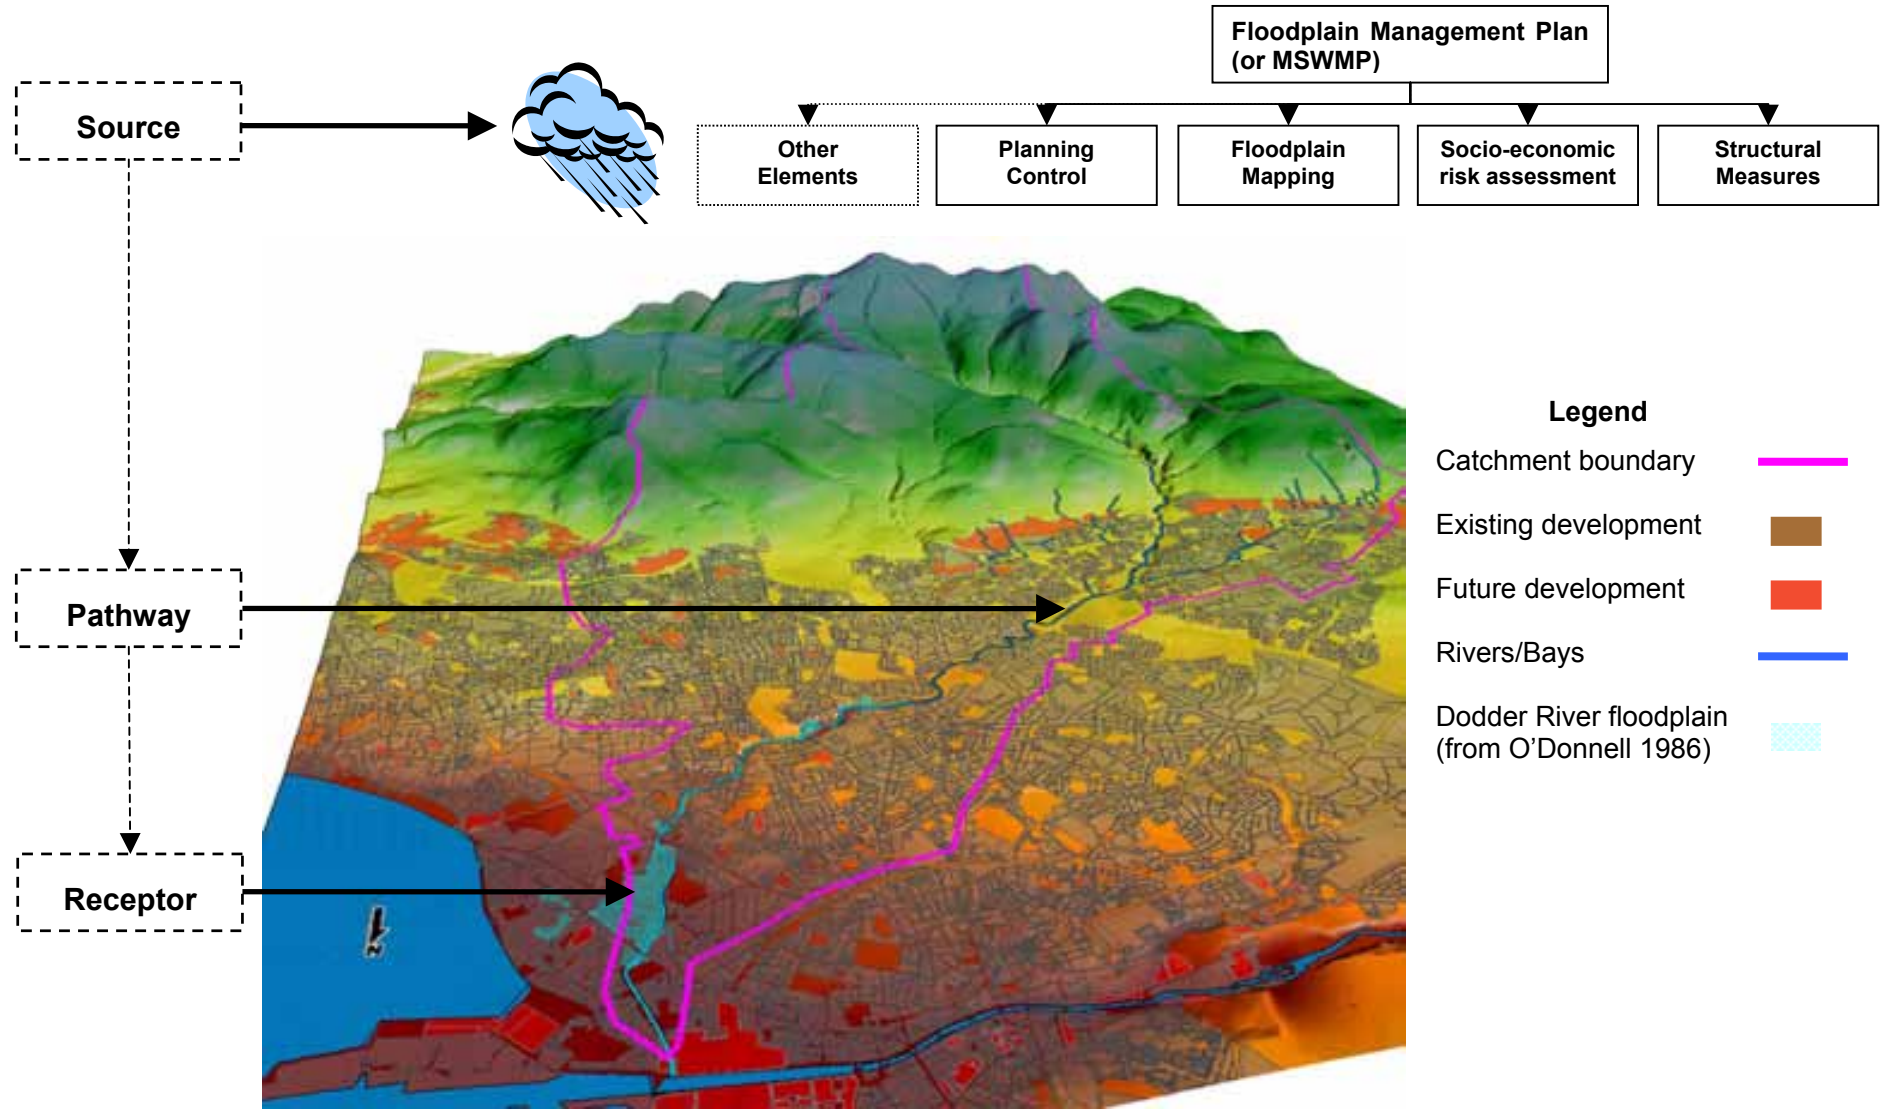 Floodplain Management Plan
(or MSWMP)
Source
Other
Elements
Planning
Control
Floodplain
Mapping
Socio-economic
risk assessment
Structural
Measures
Legend
Catchment boundary
Existing development
Future development
Rivers/Bays
Dodder River floodplain
(from O’Donnell 1986)
Pathway
Receptor
N